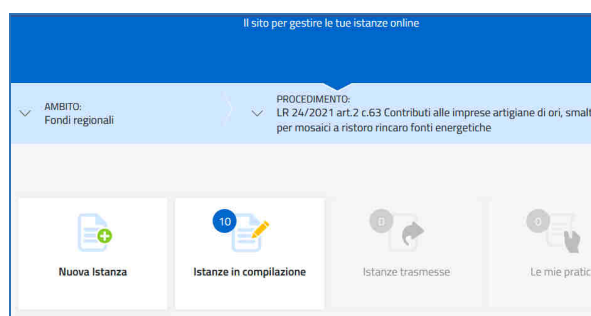 Il sito per gestire le tue istanze online
AMBITO:
Fondi regionali
PROCEDIMENTO:
LR 24/2021 art.2 c.63 Contributi alle imprese artigiane di ori, smalt
per mosaici a ristoro rincaro fonti energetiche
10
0
0
Nuova Istanza
Istanze in compilazione
Istanze trasmesse
Le mie pratic